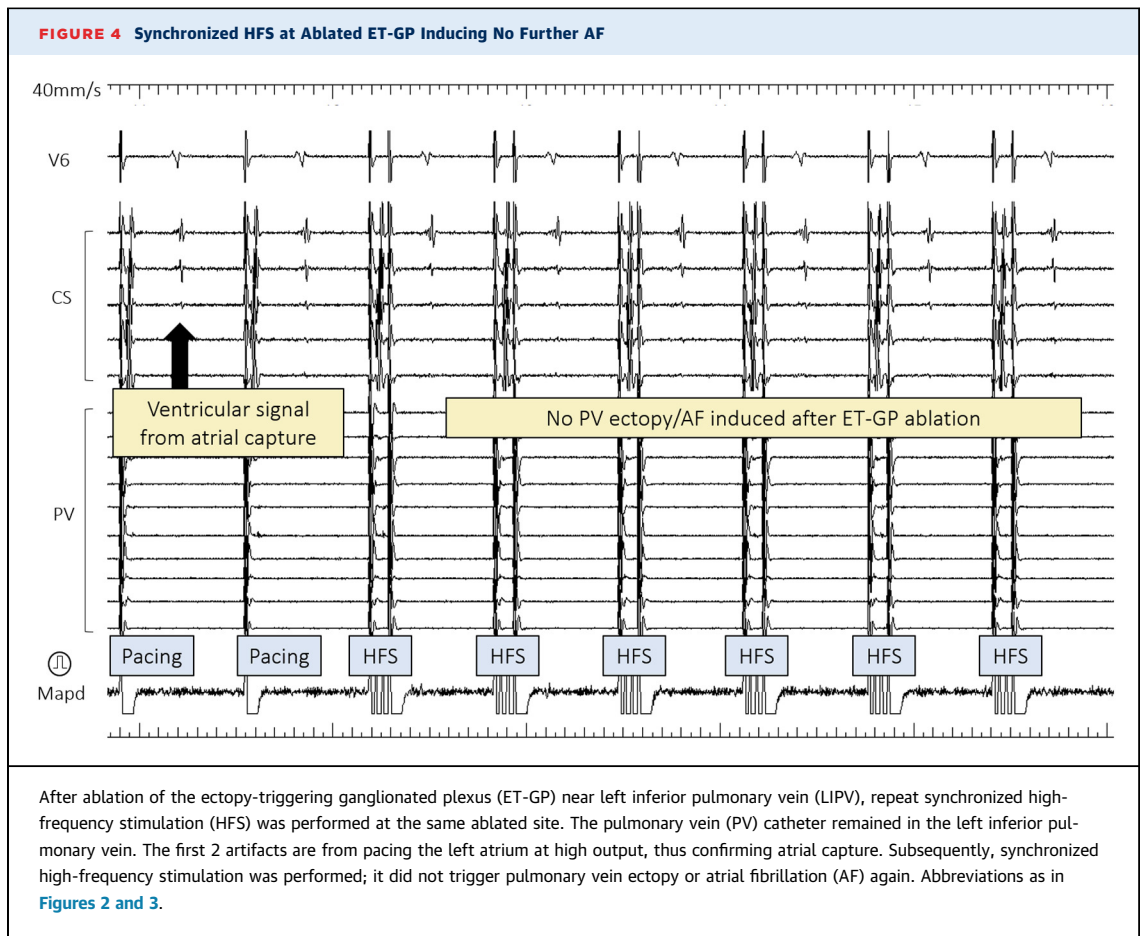 FIGURE 4 Synchronized HFS at Ablated ET-GP Inducing No Further AF
40mm/s
V6
CS
Ventricular signal
from atrial capture
No PV ectopy/AF induced after ET-GP ablation
PV
Pacing Pacing HFS HFS HFS HFS HFS HFS
Mapd
After ablation of the ectopy-triggering ganglionated plexus (ET-GP) near left inferior pulmonary vein (LIPV), repeat synchronized high-
frequency stimulation (HFS) was performed at the same ablated site. The pulmonary vein (PV) catheter remained in the left inferior pul-
monary vein. The first 2 artifacts are from pacing the left atrium at high output, thus confirming atrial capture. Subsequently, synchronized
high-frequency stimulation was performed; it did not trigger pulmonary vein ectopy or atrial fibrillation (AF) again. Abbreviations as in
Figures 2 and 3.